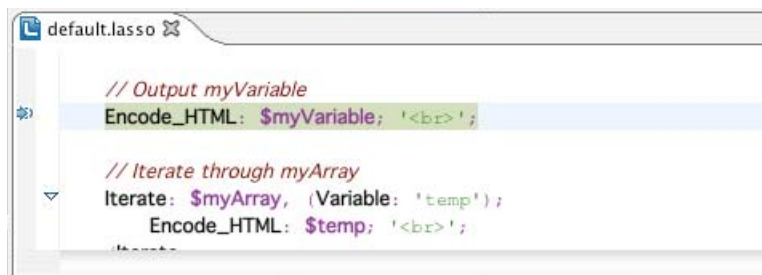 default.lasso
// Output myVariable
Encode_HTML: $myVariable; '<br>';
// Iterate through myArray
Iterate: $myArray, (Variable: 'temp');
Encode_HTML: $temp; '<br>';